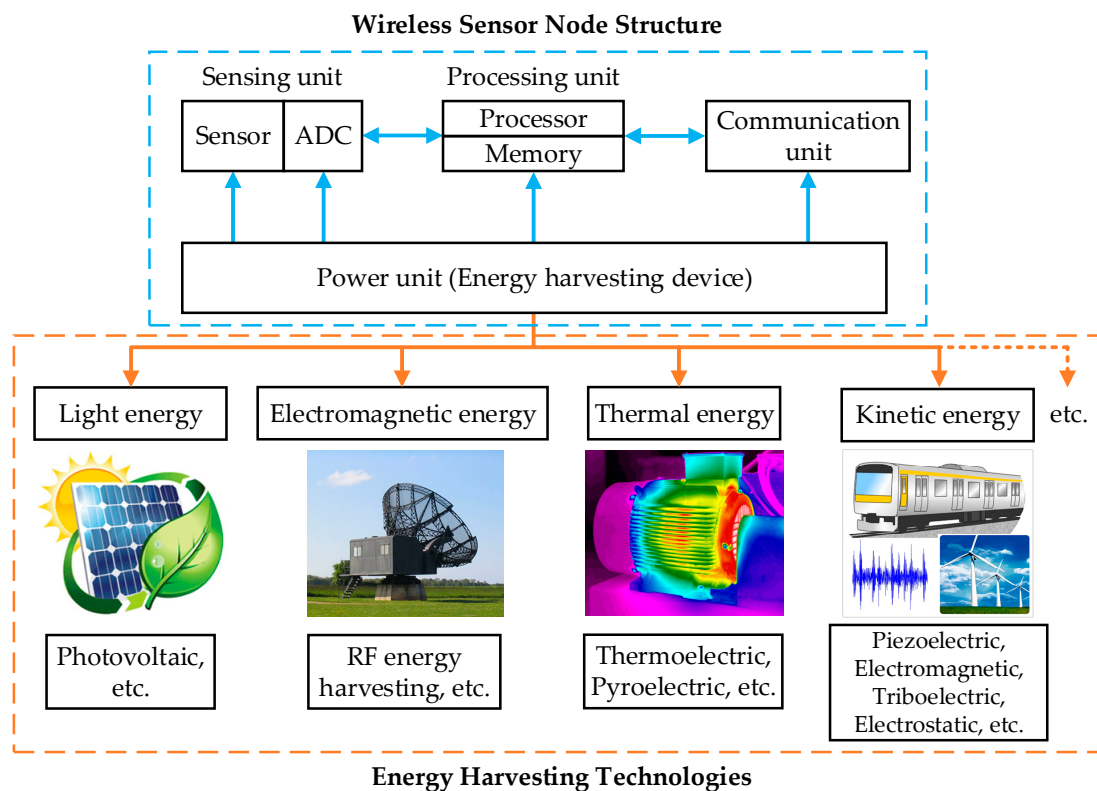 Wireless Sensor Node Structure
Sensing unit
Processing unit
Sensor
ADC
Processor
Memory
Communication
unit
Power unit (Energy harvesting device)
Light energy
Electromagnetic energy
Thermal energy
Kinetic energy
etc.
Photovoltaic,
etc.
RF energy
harvesting, etc.
Thermoelectric,
Pyroelectric, etc.
Piezoelectric,
Electromagnetic,
Triboelectric,
Electrostatic, etc.
Energy Harvesting Technologies